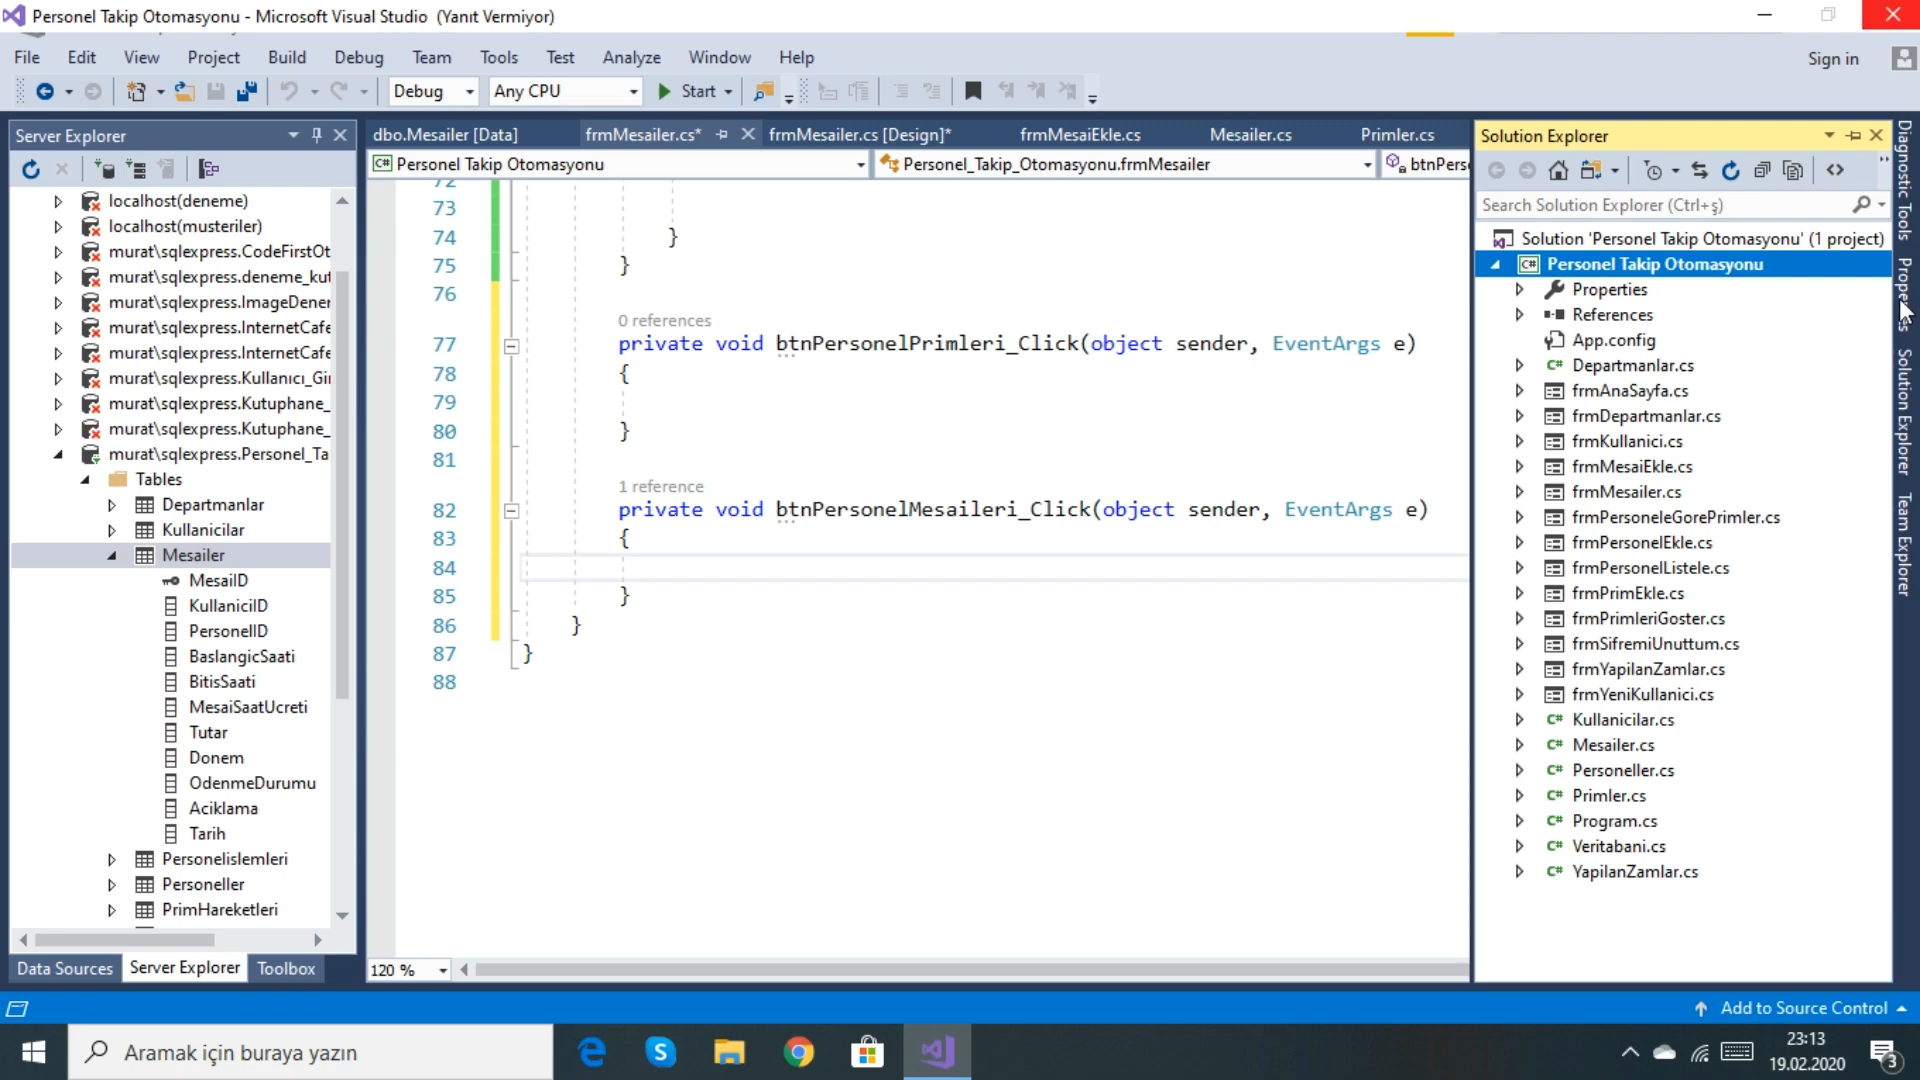 Personel Takip Otomasyonu - Microsoft Visual Studio (Yanıt Vermiyor)
File Edit View Project Build Debug Team Tools Test Analyze Window Help
Sign in
Debug Any CPU Start
Server Explorer
dbo.Mesailer [Data] frmMesailer.cs* frmMesailer.cs [Design]* frmMesaiEkle.cs Mesailer.cs Primler.cs
Solution Explorer
Personel Takip Otomasyonu Personel_Takip_Otomasyonu.frmMesailer btnPerso
Search Solution Explorer (Ctrl+ş)
localhost(deneme)
localhost(musteriler)
murat\sqlexpress.CodeFirstOt
murat\sqlexpress.deneme_kut
murat\sqlexpress.ImageDener
murat\sqlexpress.InternetCafe
murat\sqlexpress.InternetCafe
murat\sqlexpress.Kullanıcı_Gir
murat\sqlexpress.Kutuphane_
murat\sqlexpress.Kutuphane_
murat\sqlexpress.Personel_Ta
Tables
Departmanlar
Kullanicilar
Mesailer
MesaiID
KullaniciID
PersonelID
BaslangicSaati
BitisSaati
MesaiSaatUcreti
Tutar
Donem
OdenmeDurumu
Aciklama
Tarih
Personelislemleri
Personeller
PrimHareketleri
Data Sources Server Explorer Toolbox
72
73
74 }
75 }
76
0 references
77 private void btnPersonelPrimleri_Click(object sender, EventArgs e)
78 {
79
80 }
81
1 reference
82 private void btnPersonelMesaileri_Click(object sender, EventArgs e)
83 {
84
85 }
86 }
87 }
88
120 %
Solution 'Personel Takip Otomasyonu' (1 project)
Personel Takip Otomasyonu
Properties
References
App.config
Departmanlar.cs
frmAnaSayfa.cs
frmDepartmanlar.cs
frmKullanici.cs
frmMesaiEkle.cs
frmMesailer.cs
frmPersoneleGorePrimler.cs
frmPersonelEkle.cs
frmPersonelListele.cs
frmPrimEkle.cs
frmPrimleriGoster.cs
frmSifremiUnuttum.cs
frmYapilanZamlar.cs
frmYeniKullanici.cs
Kullanicilar.cs
Mesailer.cs
Personeller.cs
Primler.cs
Program.cs
Veritabani.cs
YapilanZamlar.cs
Diagnostic Tools
Properties
Solution Explorer
Team Explorer
Add to Source Control
Aramak için buraya yazın
23:13
19.02.2020
3